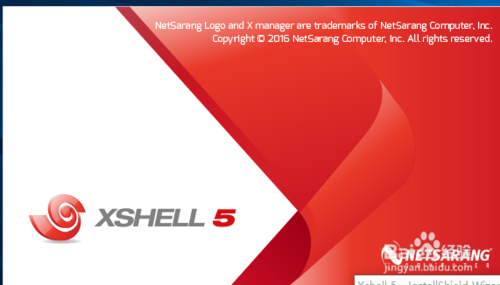 NetSarang Logo and X manager are trademarks of NetSarang Computer, Inc.
Copyright © 2016 NetSarang Computer, Inc. All rights reserved.
XSHELL 5
NETSARANG
jingyan.baidu.com
Xshell 5 - InstallShield Wizard